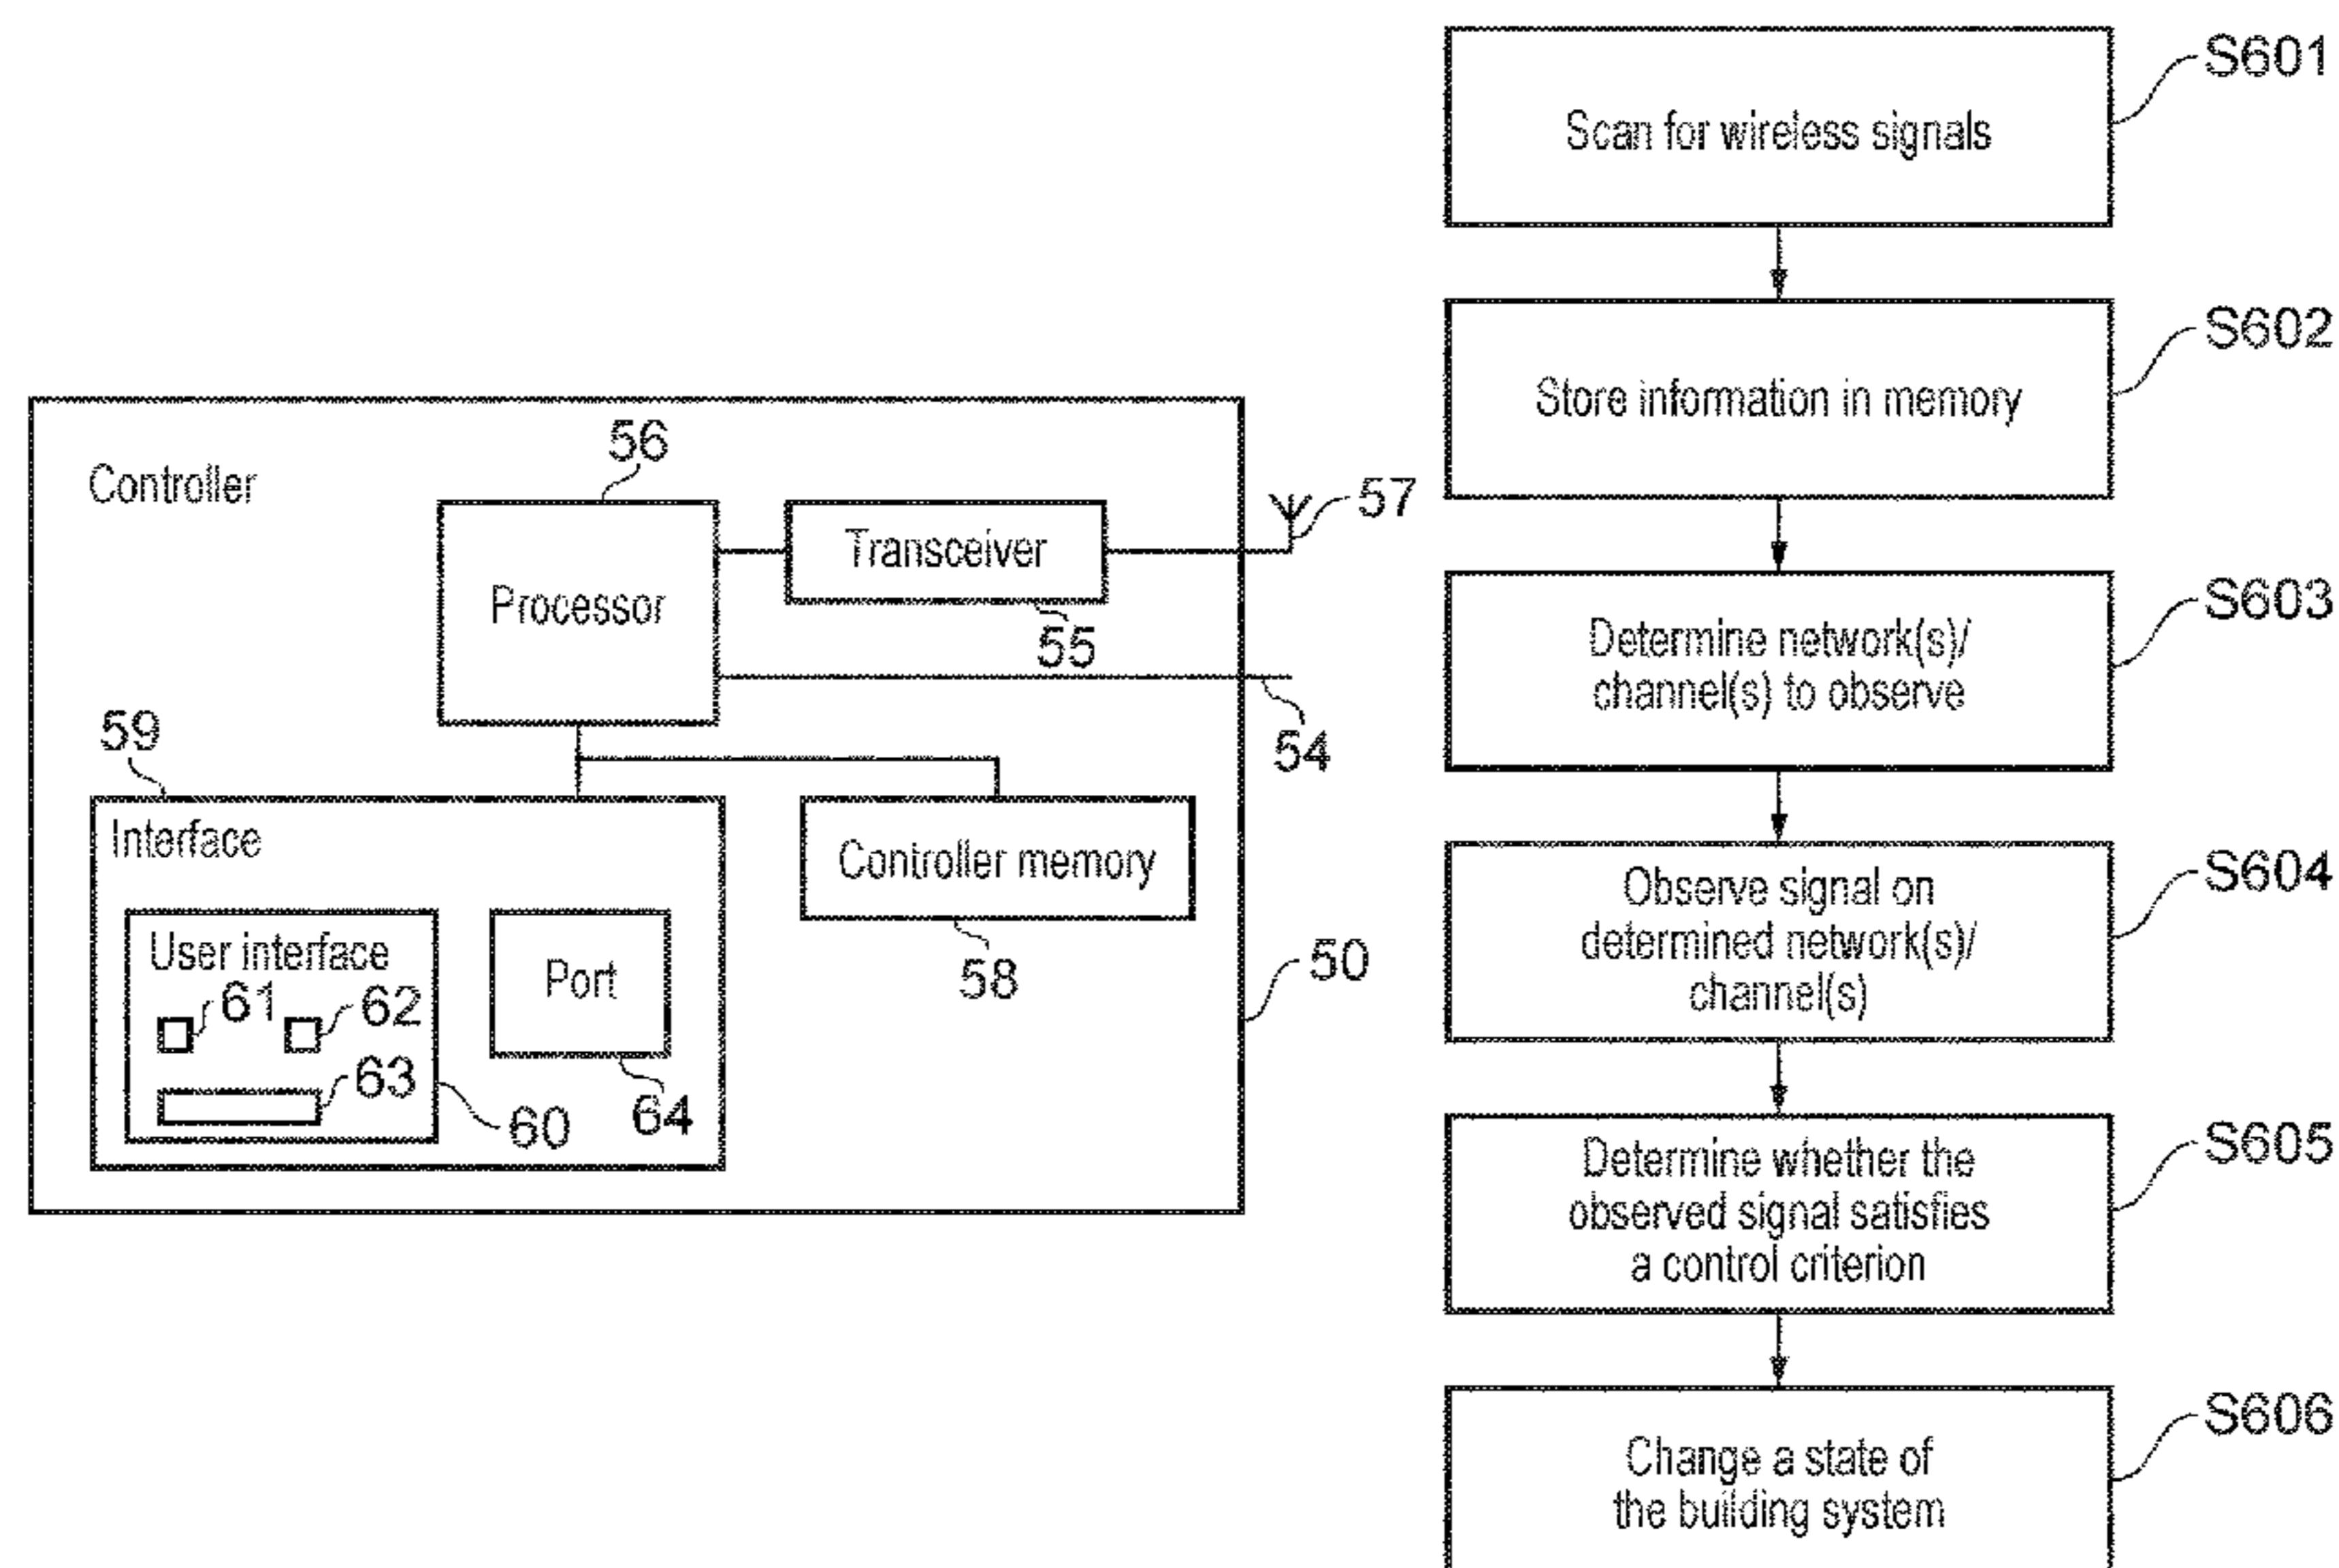 Controller
56
Processor
Transceiver
55
57
54
59
Interface
User interface
61
62
63
60
Port
64
Controller memory
58
50
Scan for wireless signals
S601
Store information in memory
S602
Determine network(s)/
channel(s) to observe
S603
Observe signal on
determined network(s)/
channel(s)
S604
Determine whether the
observed signal satisfies
a control criterion
S605
Change a state of
the building system
S606